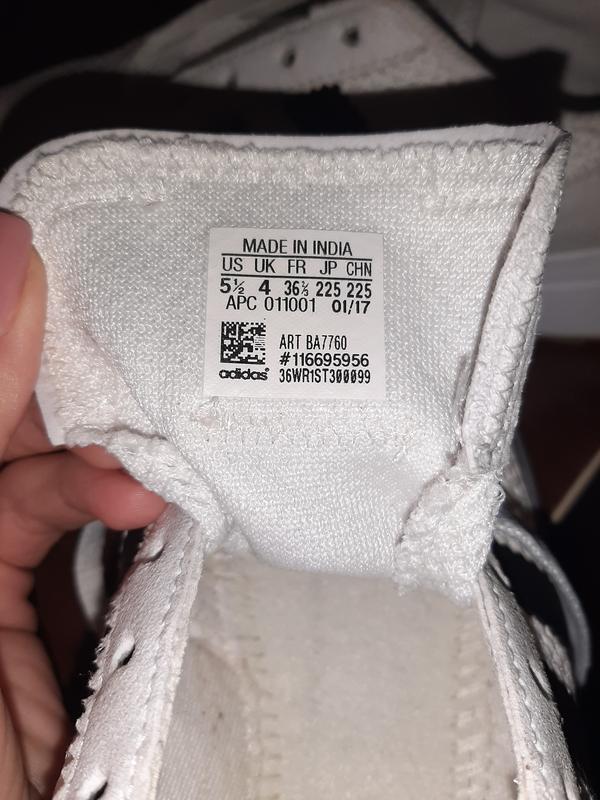 MADE IN INDIA
US UK FR JP CHN
5½ 4 36⅔ 225 225
APC 011001 01/17
ART BA7760
#116695956
adidas® 36WR1ST300099